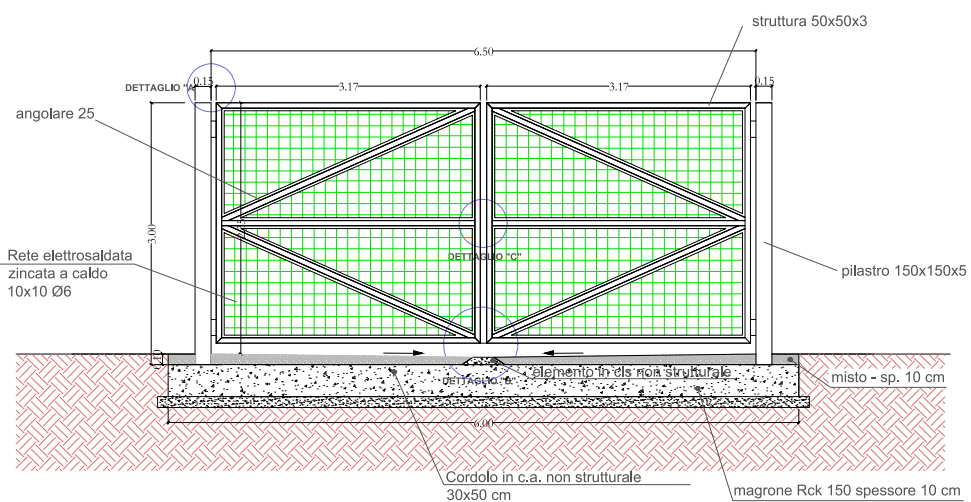 struttura 50x50x3
6.50
0.15
0.15
DETTAGLIO "A"
3.17
3.17
angolare 25
3.00
Rete elettrosaldata
zincata a caldo
10x10 Ø6
DETTAGLIO "C"
pilastro 150x150x5
elemento in cls non strutturale
DETTAGLIO "B"
misto - sp. 10 cm
6.00
Cordolo in c.a. non strutturale
30x50 cm
magrone Rck 150 spessore 10 cm